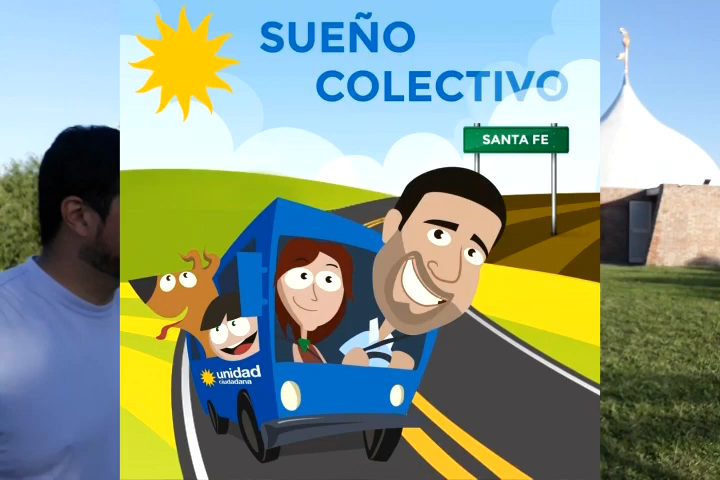 SUEÑO
COLECTIVO
SANTA FE
unidad
ciudadana